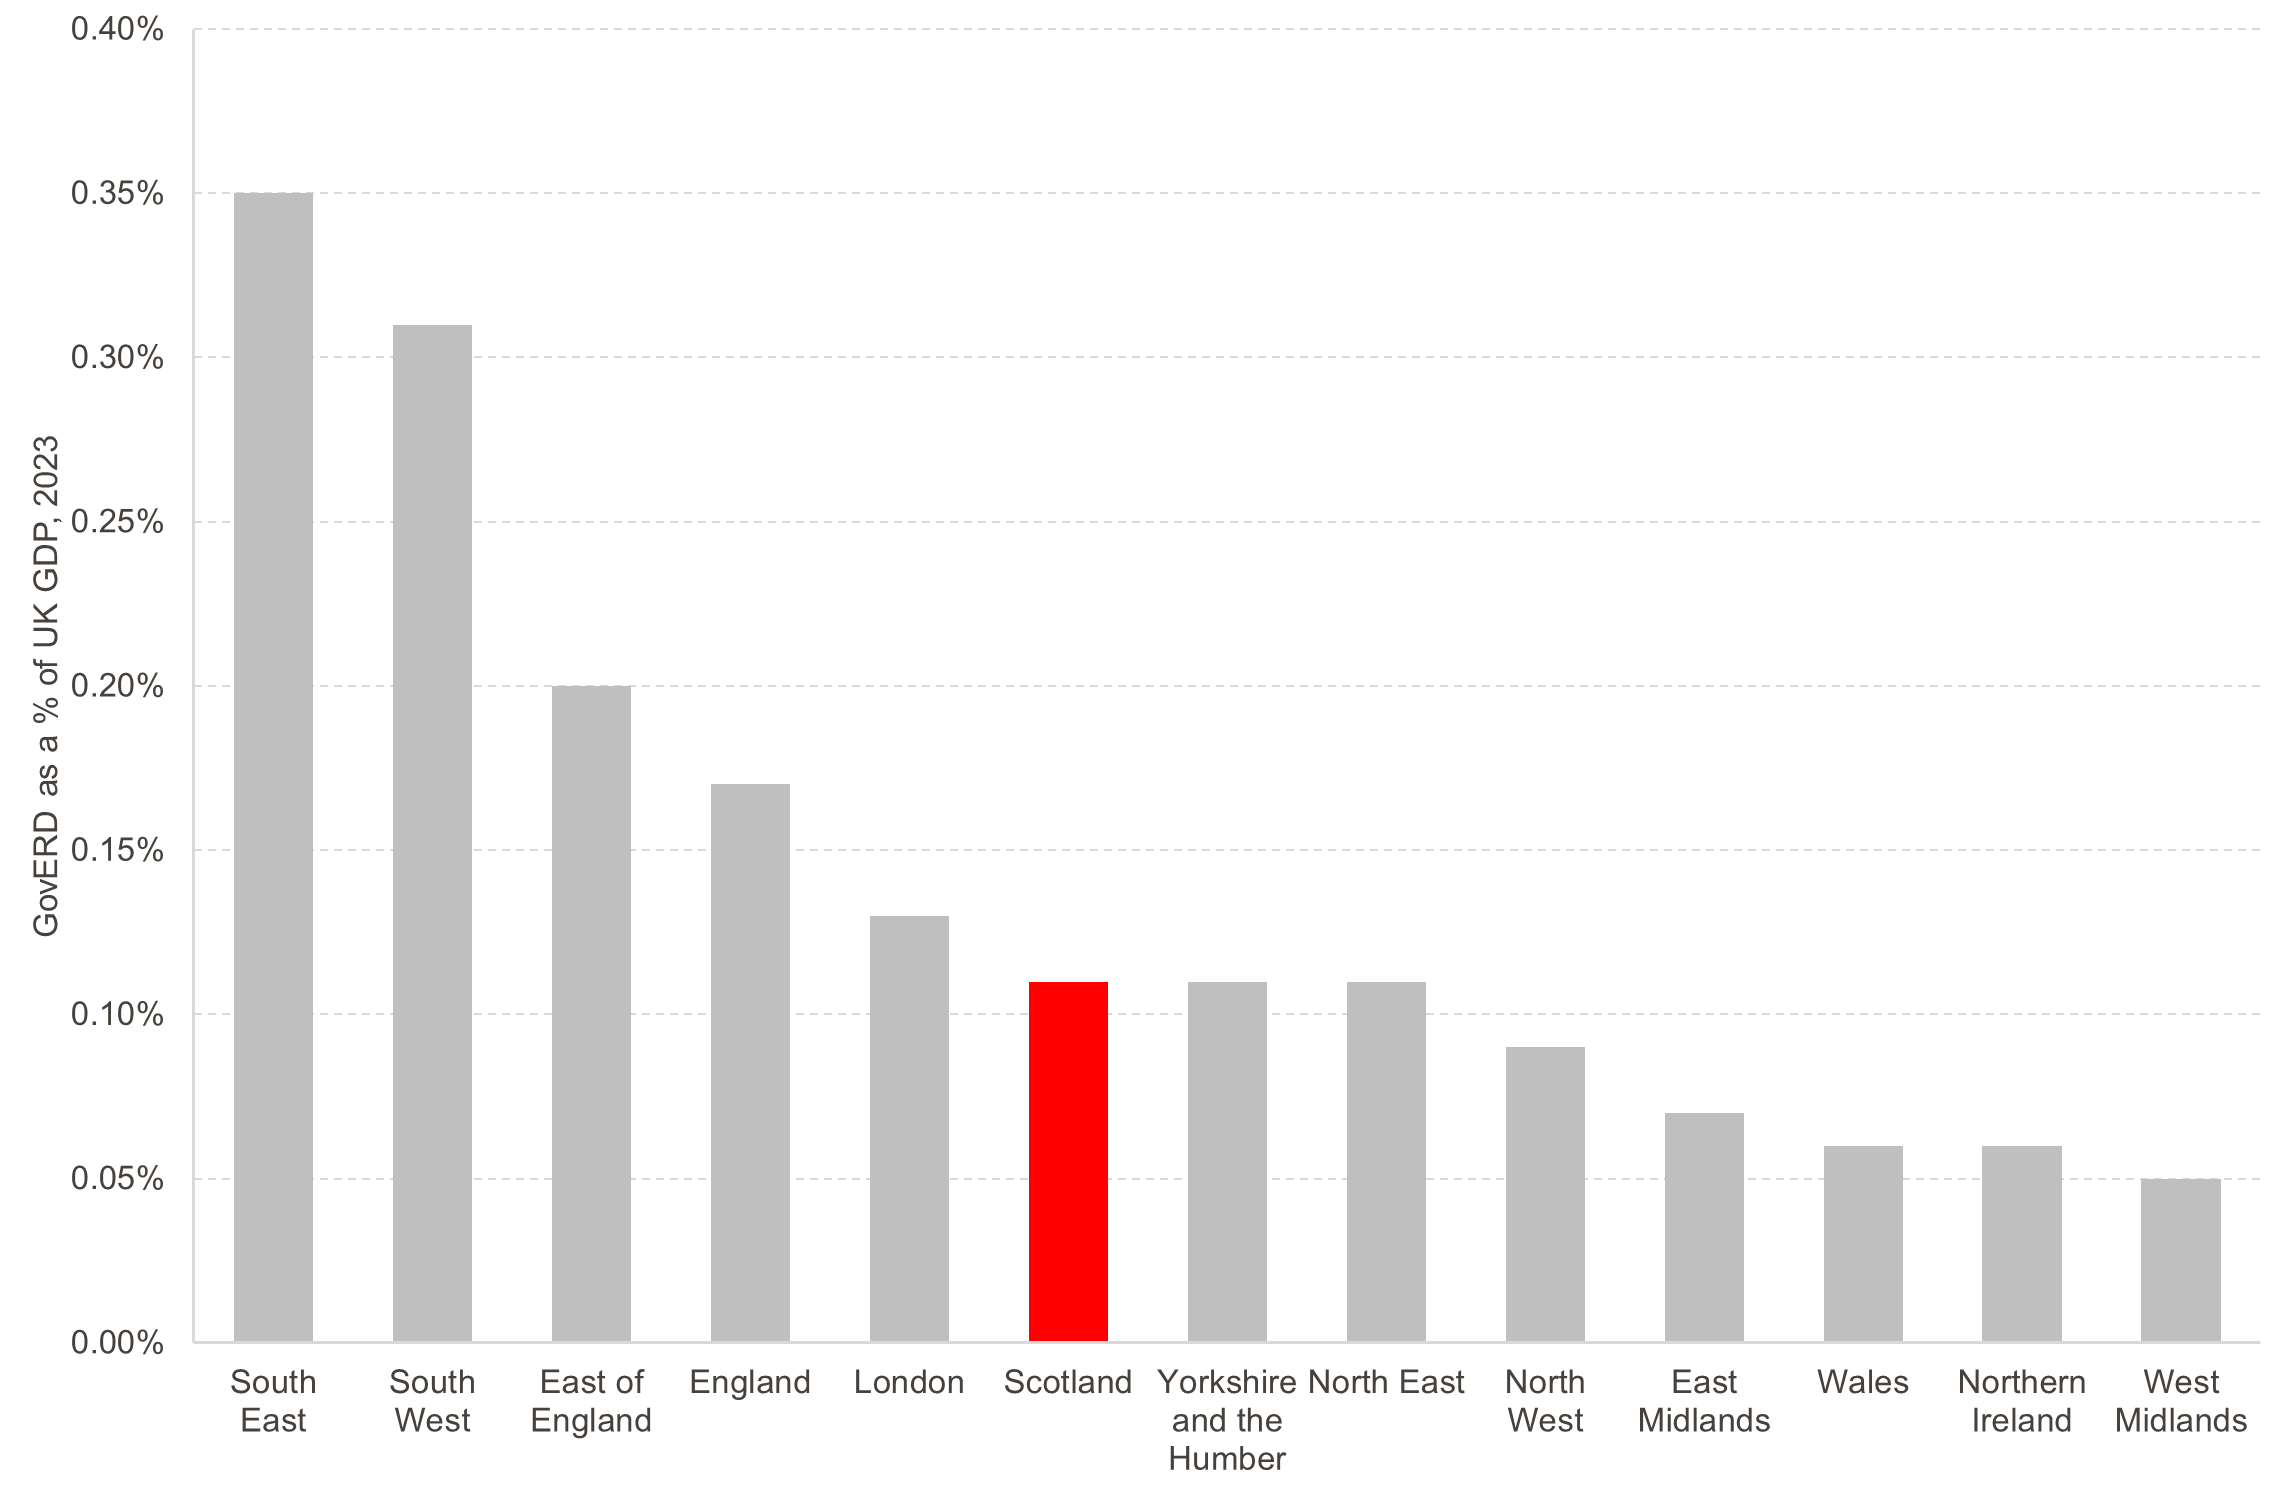 0.40%
0.35%
0.30%
0.25%
0.20%
0.15%
0.10%
0.05%
0.00%
GovERD as a % of UK GDP, 2023
South
East
South
West
East of
England
England
London
Scotland
Yorkshire
and the
Humber
North East
North
West
East
Midlands
Wales
Northern
Ireland
West
Midlands